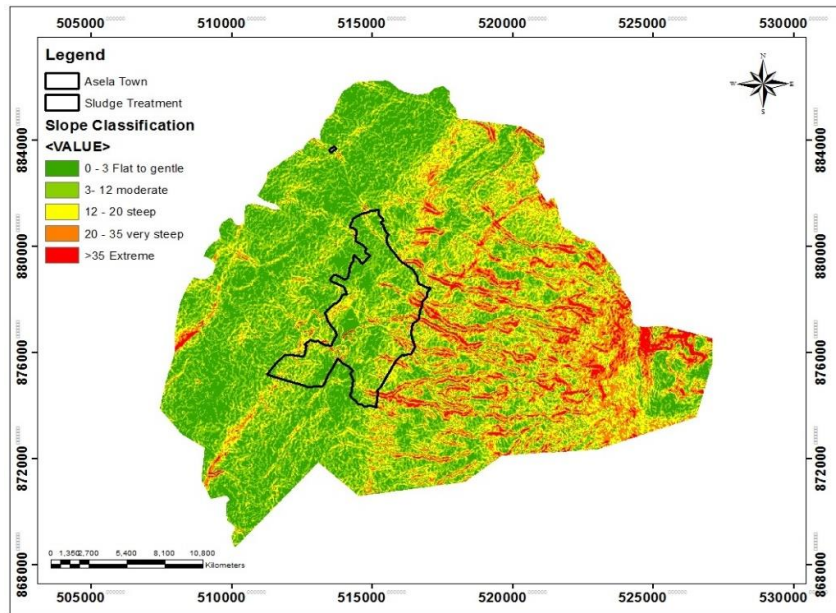 505000 510000 515000 520000 525000 530000
Legend
Asela Town
Sludge Treatment
Slope Classification
<VALUE>
0 - 3 Flat to gentle
3- 12 moderate
12 - 20 steep
20 - 35 very steep
>35 Extreme
N
W E
S
884000 884000
880000 880000
876000 876000
872000 872000
868000 868000
0 1,350 2,700 5,400 8,100 10,800
Kilometers
505000 510000 515000 520000 525000 530000